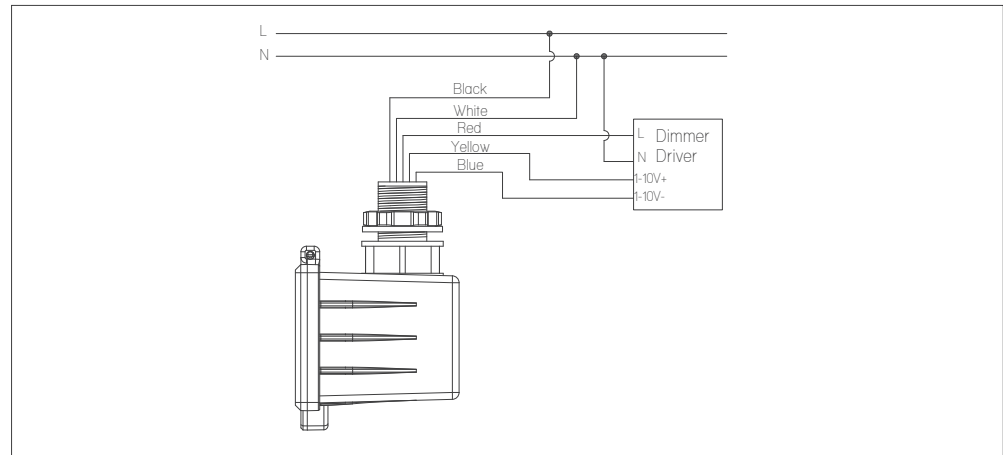 L
N
Black
White
Red
Yellow
Blue
L Dimmer
N Driver
1-10V+
1-10V-